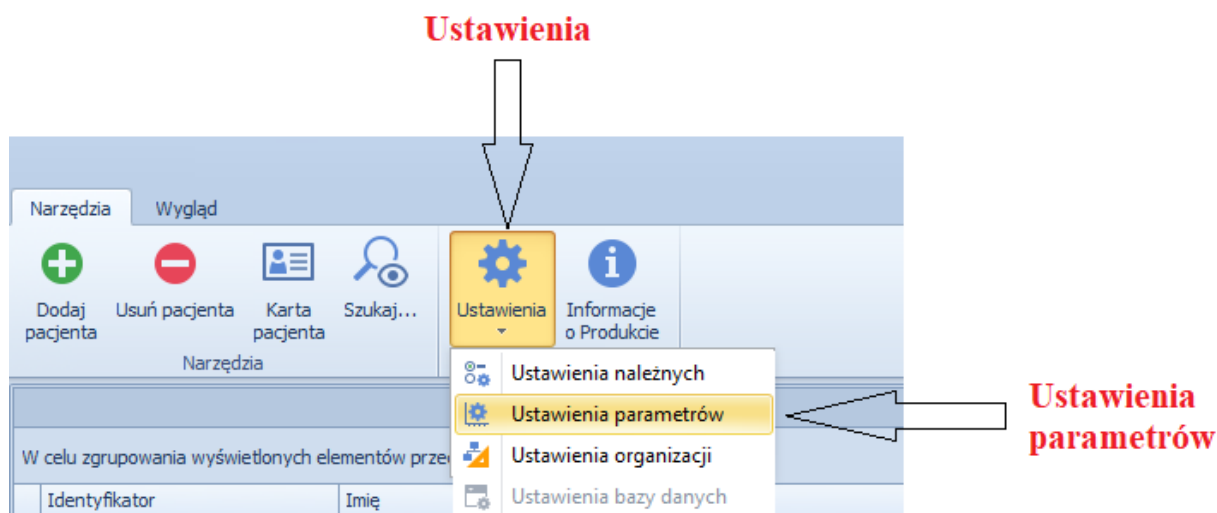 Ustawienia
Narzędzia Wygląd
Dodaj pacjenta
Usuń pacjenta
Karta pacjenta
Szukaj...
Ustawienia
Informacje o Produkcie
Narzędzia
Ustawienia należnych
Ustawienia parametrów
Ustawienia organizacji
Ustawienia bazy danych
Ustawienia
parametrów
W celu zgrupowania wyświetlonych elementów
Identyfikator Imię